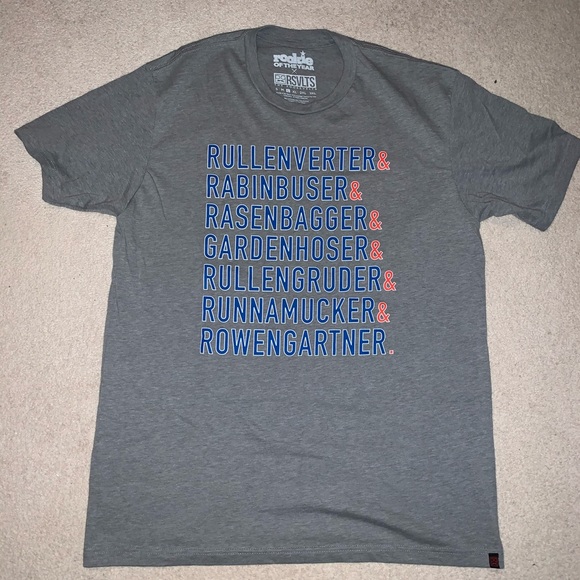 rookie
OF THE YEAR
RSVLTS
RULLENVERTER&
RABINBUSER&
RASENBAGGER&
GARDENHOSER&
RULLENGRUDER&
RUNNAMUCKER&
ROWENGARTNER.